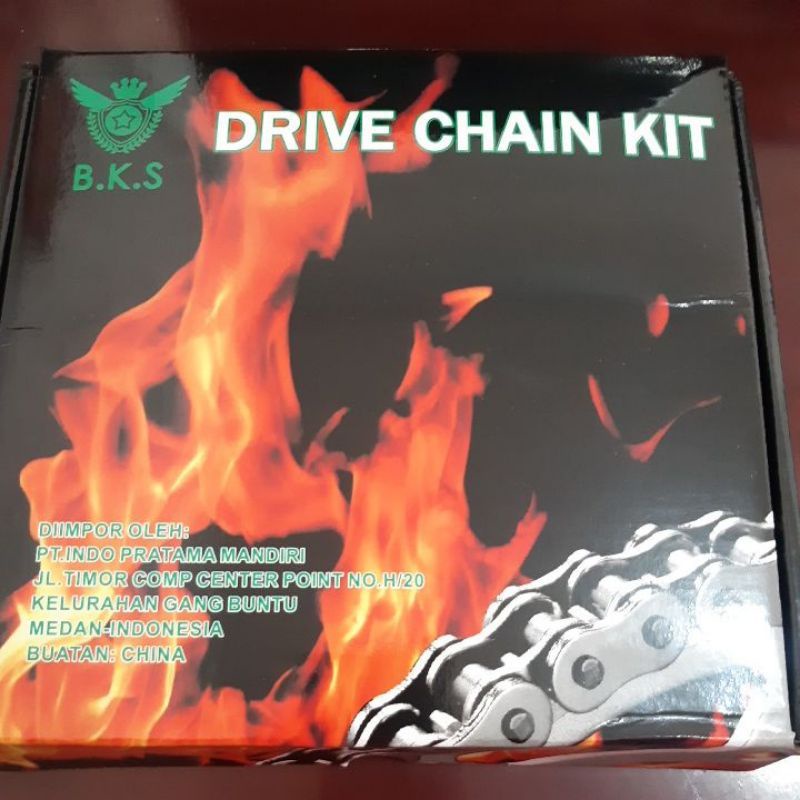 B.K.S
DRIVE CHAIN KIT
DIIMPOR OLEH:
PT.INDO PRATAMA MANDIRI
JL.TIMOR COMP CENTER POINT NO.H/20
KELURAHAN GANG BUNTU
MEDAN-INDONESIA
BUATAN: CHINA